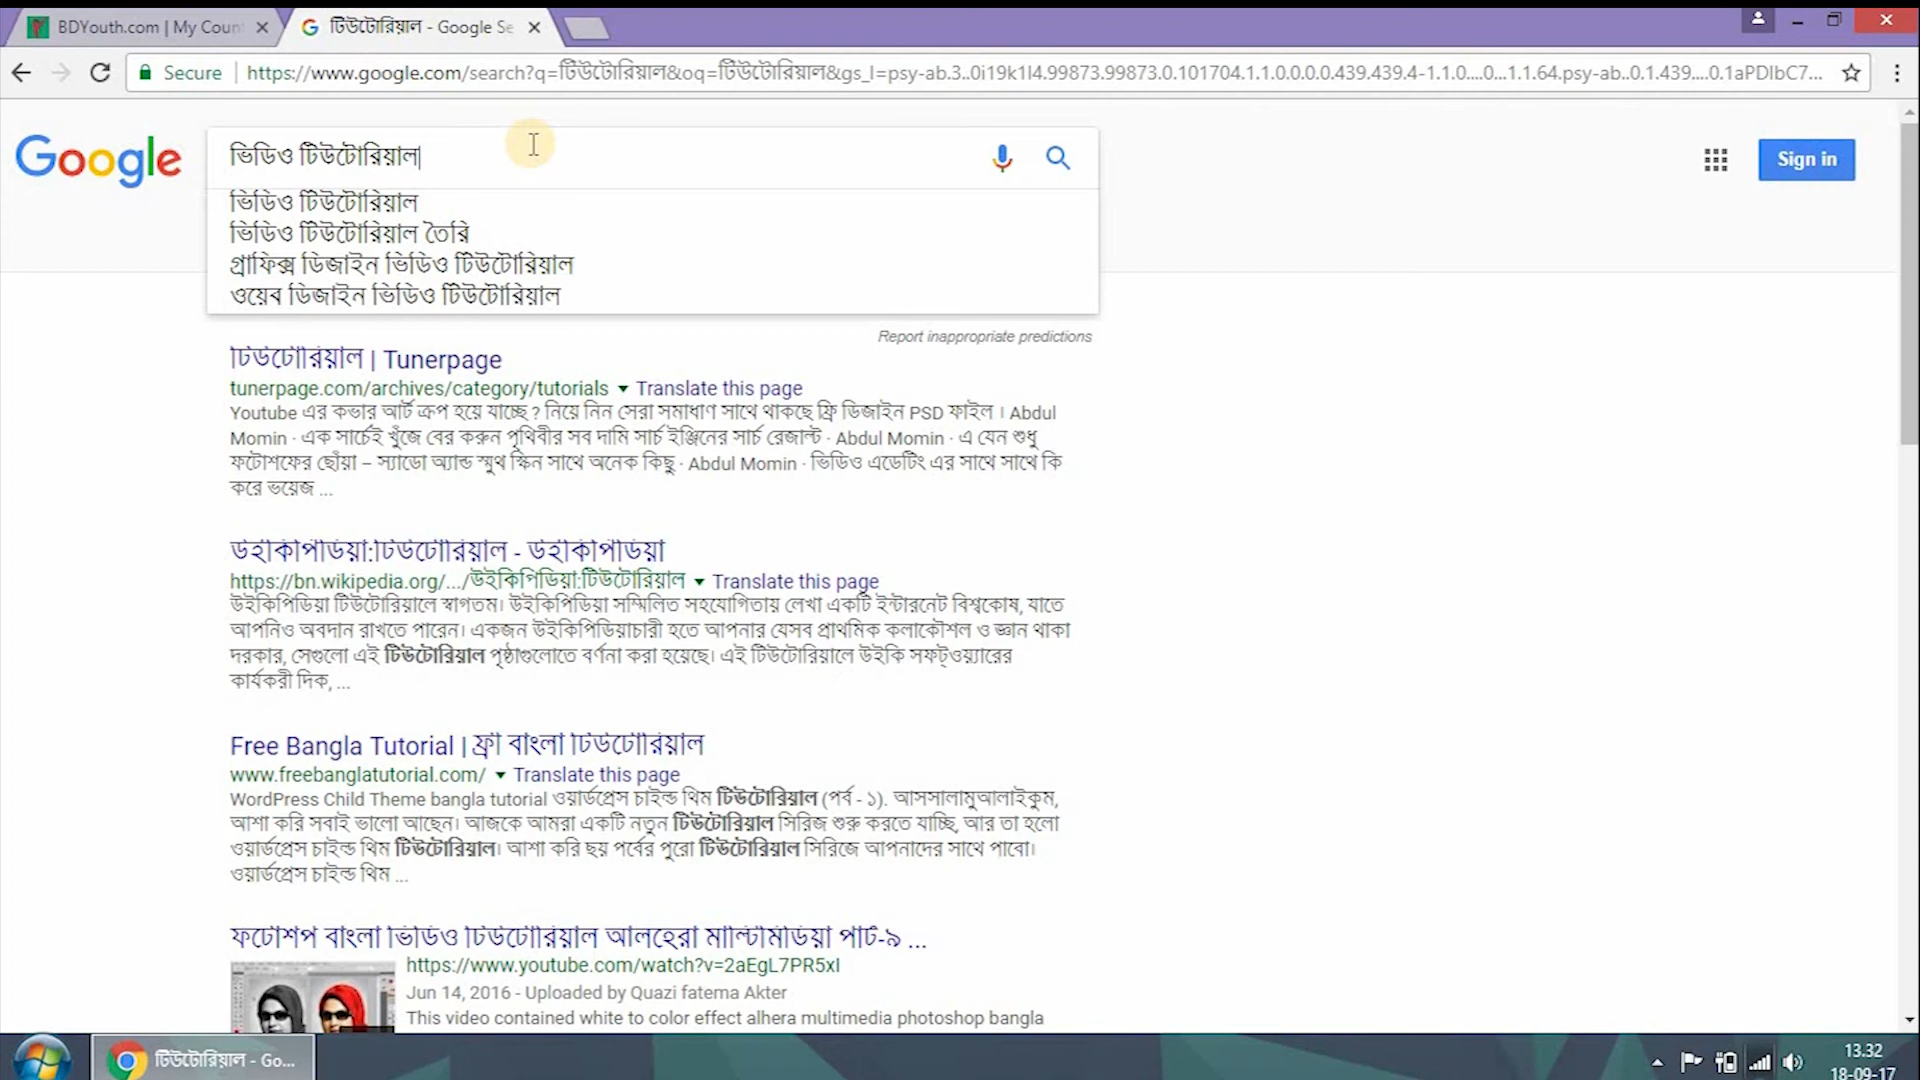 BDYouth.com | My Coun
টিউটোরিয়াল - Google Se
Secure
https://www.google.com/search?q=টিউটোরিয়াল&oq=টিউটোরিয়াল&gs_l=psy-ab.3..0i19k1l4.99873.99873.0.101704.1.1.0.0.0.0.439.439.4-1.1.0....0...1.1.64.psy-ab..0.1.439....0.1aPDIbC7...
Google
ভিডিও টিউটোরিয়াল
Sign in
ভিডিও টিউটোরিয়াল
ভিডিও টিউটোরিয়াল তৈরি
গ্রাফিক্স ডিজাইন ভিডিও টিউটোরিয়াল
ওয়েব ডিজাইন ভিডিও টিউটোরিয়াল
Report inappropriate predictions
টিউটোরিয়াল | Tunerpage
tunerpage.com/archives/category/tutorials ▾ Translate this page
Youtube এর কভার আর্ট ক্রপ হয়ে যাচ্ছে ? নিয়ে নিন সেরা সমাধাণ সাথে থাকছে ফ্রি ডিজাইন PSD ফাইল । Abdul
Momin · এক সার্চেই খুঁজে বের করুন পৃথিবীর সব দামি সার্চ ইঞ্জিনের সার্চ রেজাল্ট · Abdul Momin · এ যেন শুধু
ফটোশফের ছোঁয়া – স্যাডো অ্যান্ড স্মুথ স্কিন সাথে অনেক কিছু · Abdul Momin · ভিডিও এডেটিং এর সাথে সাথে কি
করে ভয়েজ ...
উইকিপিডিয়া:টিউটোরিয়াল - উইকিপিডিয়া
https://bn.wikipedia.org/.../উইকিপিডিয়া:টিউটোরিয়াল ▾ Translate this page
উইকিপিডিয়া টিউটোরিয়ালে স্বাগতম। উইকিপিডিয়া সম্মিলিত সহযোগিতায় লেখা একটি ইন্টারনেট বিশ্বকোষ, যাতে
আপনিও অবদান রাখতে পারেন। একজন উইকিপিডিয়াচারী হতে আপনার যেসব প্রাথমিক কলাকৌশল ও জ্ঞান থাকা
দরকার, সেগুলো এই টিউটোরিয়াল পৃষ্ঠাগুলোতে বর্ণনা করা হয়েছে। এই টিউটোরিয়ালে উইকি সফট্ওয়্যারের
কার্যকরী দিক, ...
Free Bangla Tutorial | ফ্রী বাংলা টিউটোরিয়াল
www.freebanglatutorial.com/ ▾ Translate this page
WordPress Child Theme bangla tutorial ওয়ার্ডপ্রেস চাইল্ড থিম টিউটোরিয়াল (পর্ব - ১). আসসালামুআলাইকুম,
আশা করি সবাই ভালো আছেন। আজকে আমরা একটি নতুন টিউটোরিয়াল সিরিজ শুরু করতে যাচ্ছি, আর তা হলো
ওয়ার্ডপ্রেস চাইল্ড থিম টিউটোরিয়াল। আশা করি ছয় পর্বের পুরো টিউটোরিয়াল সিরিজে আপনাদের সাথে পাবো।
ওয়ার্ডপ্রেস চাইল্ড থিম ...
ফটোশপ বাংলা ভিডিও টিউটোরিয়াল আলহেরা মাল্টিমিডিয়া পার্ট-৯ ...
https://www.youtube.com/watch?v=2aEgL7PR5xI
Jun 14, 2016 - Uploaded by Quazi fatema Akter
This video contained white to color effect alhera multimedia photoshop bangla
টিউটোরিয়াল - Go...
13.32
18-09-17